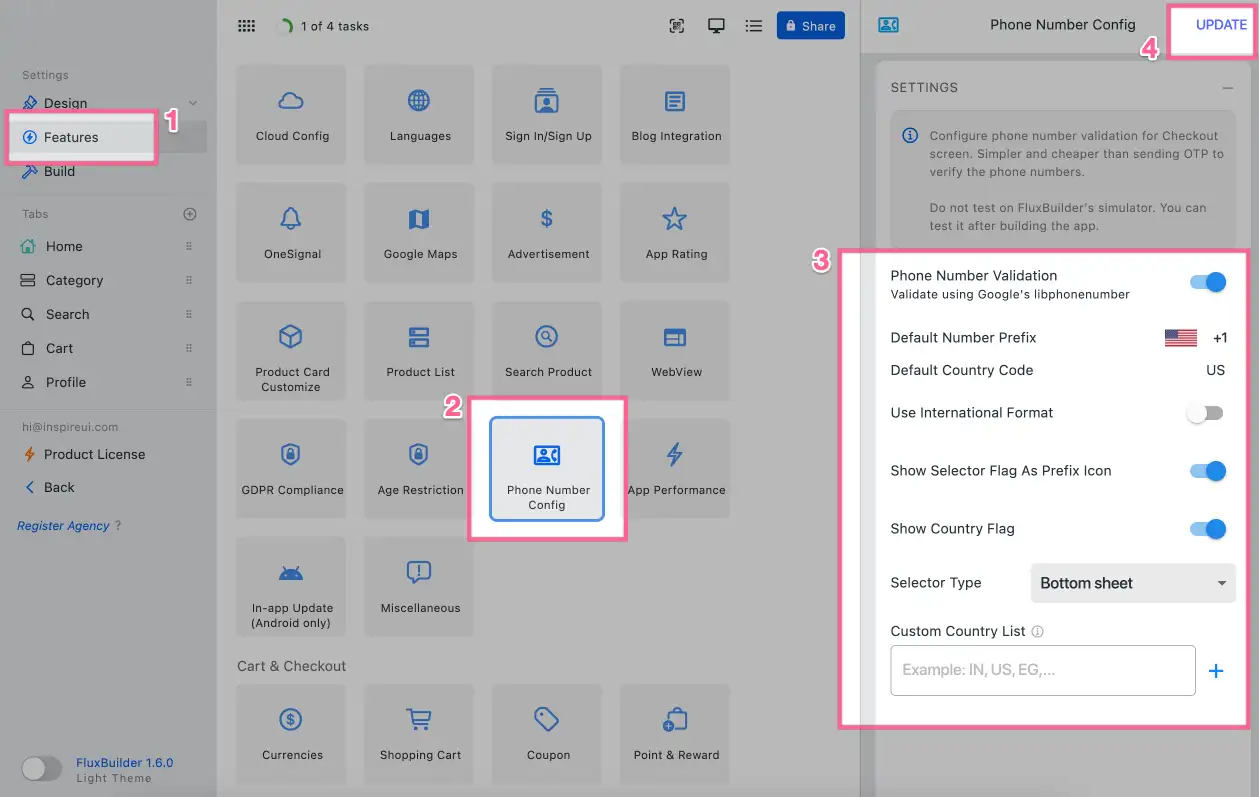 Settings
Design
1
Features
Build
Tabs
Home
Category
Search
Cart
Profile
hi@inspireui.com
Product License
Back
Register Agency ?
FluxBuilder 1.6.0
Light Theme
1 of 4 tasks
Share
Cloud Config
Languages
Sign In/Sign Up
Blog Integration
OneSignal
Google Maps
$
Advertisement
App Rating
Product Card
Customize
Product List
Search Product
WebView
2
GDPR Compliance
Age Restriction
Phone Number
Config
App Performance
In-app Update
(Android only)
Miscellaneous
Cart & Checkout
$
Currencies
Shopping Cart
Coupon
Point & Reward
Phone Number Config
4
UPDATE
SETTINGS
Configure phone number validation for Checkout
screen. Simpler and cheaper than sending OTP to
verify the phone numbers.
Do not test on FluxBuilder's simulator. You can
test it after building the app.
3
Phone Number Validation
Validate using Google's libphonenumber
Default Number Prefix
+1
Default Country Code
US
Use International Format
Show Selector Flag As Prefix Icon
Show Country Flag
Selector Type
Bottom sheet
Custom Country List
Example: IN, US, EG,...